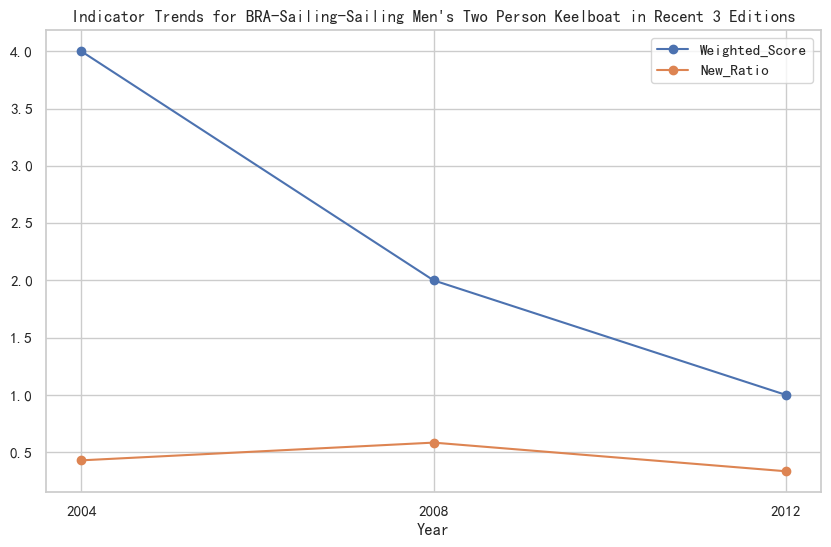 Indicator Trends for BRA-Sailing-Sailing Men's Two Person Keelboat in Recent 3 Editions
Weighted_Score
New_Ratio
4.0
3.5
3.0
2.5
2.0
1.5
1.0
0.5
2004 2008 2012
Year